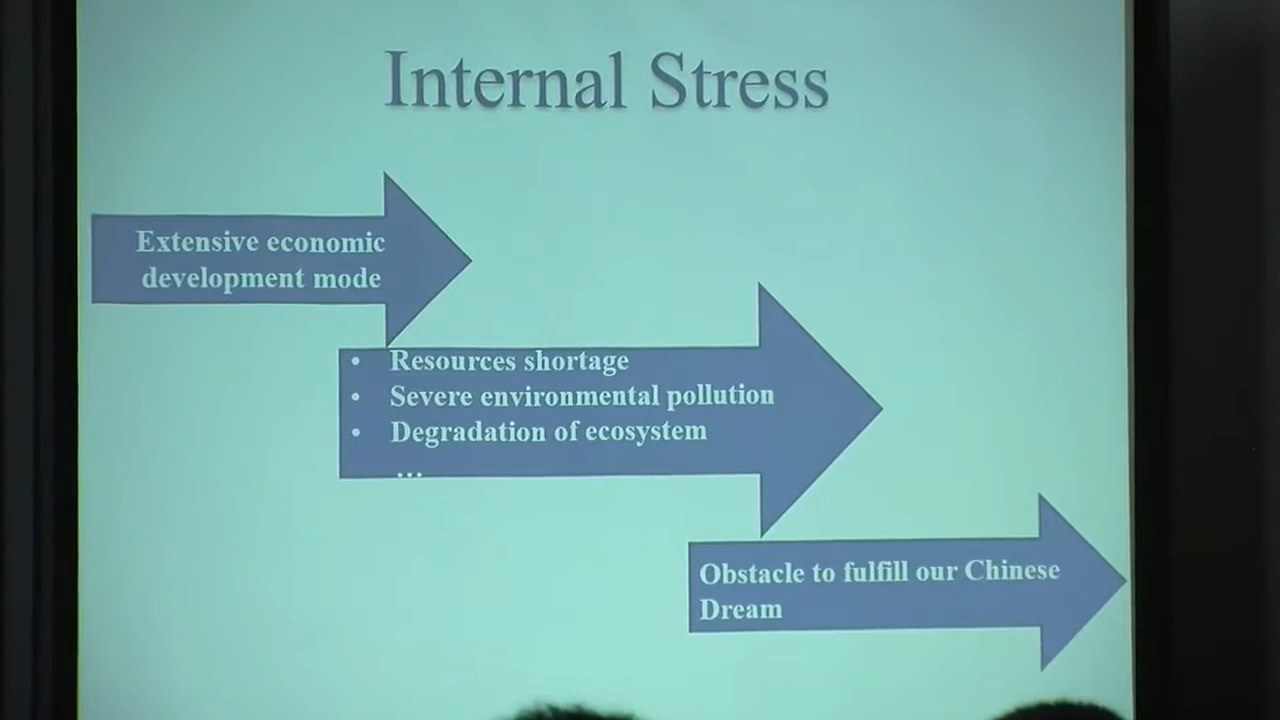 Internal Stress
Extensive economic
development mode
• Resources shortage
• Severe environmental pollution
• Degradation of ecosystem
...
Obstacle to fulfill our Chinese
Dream